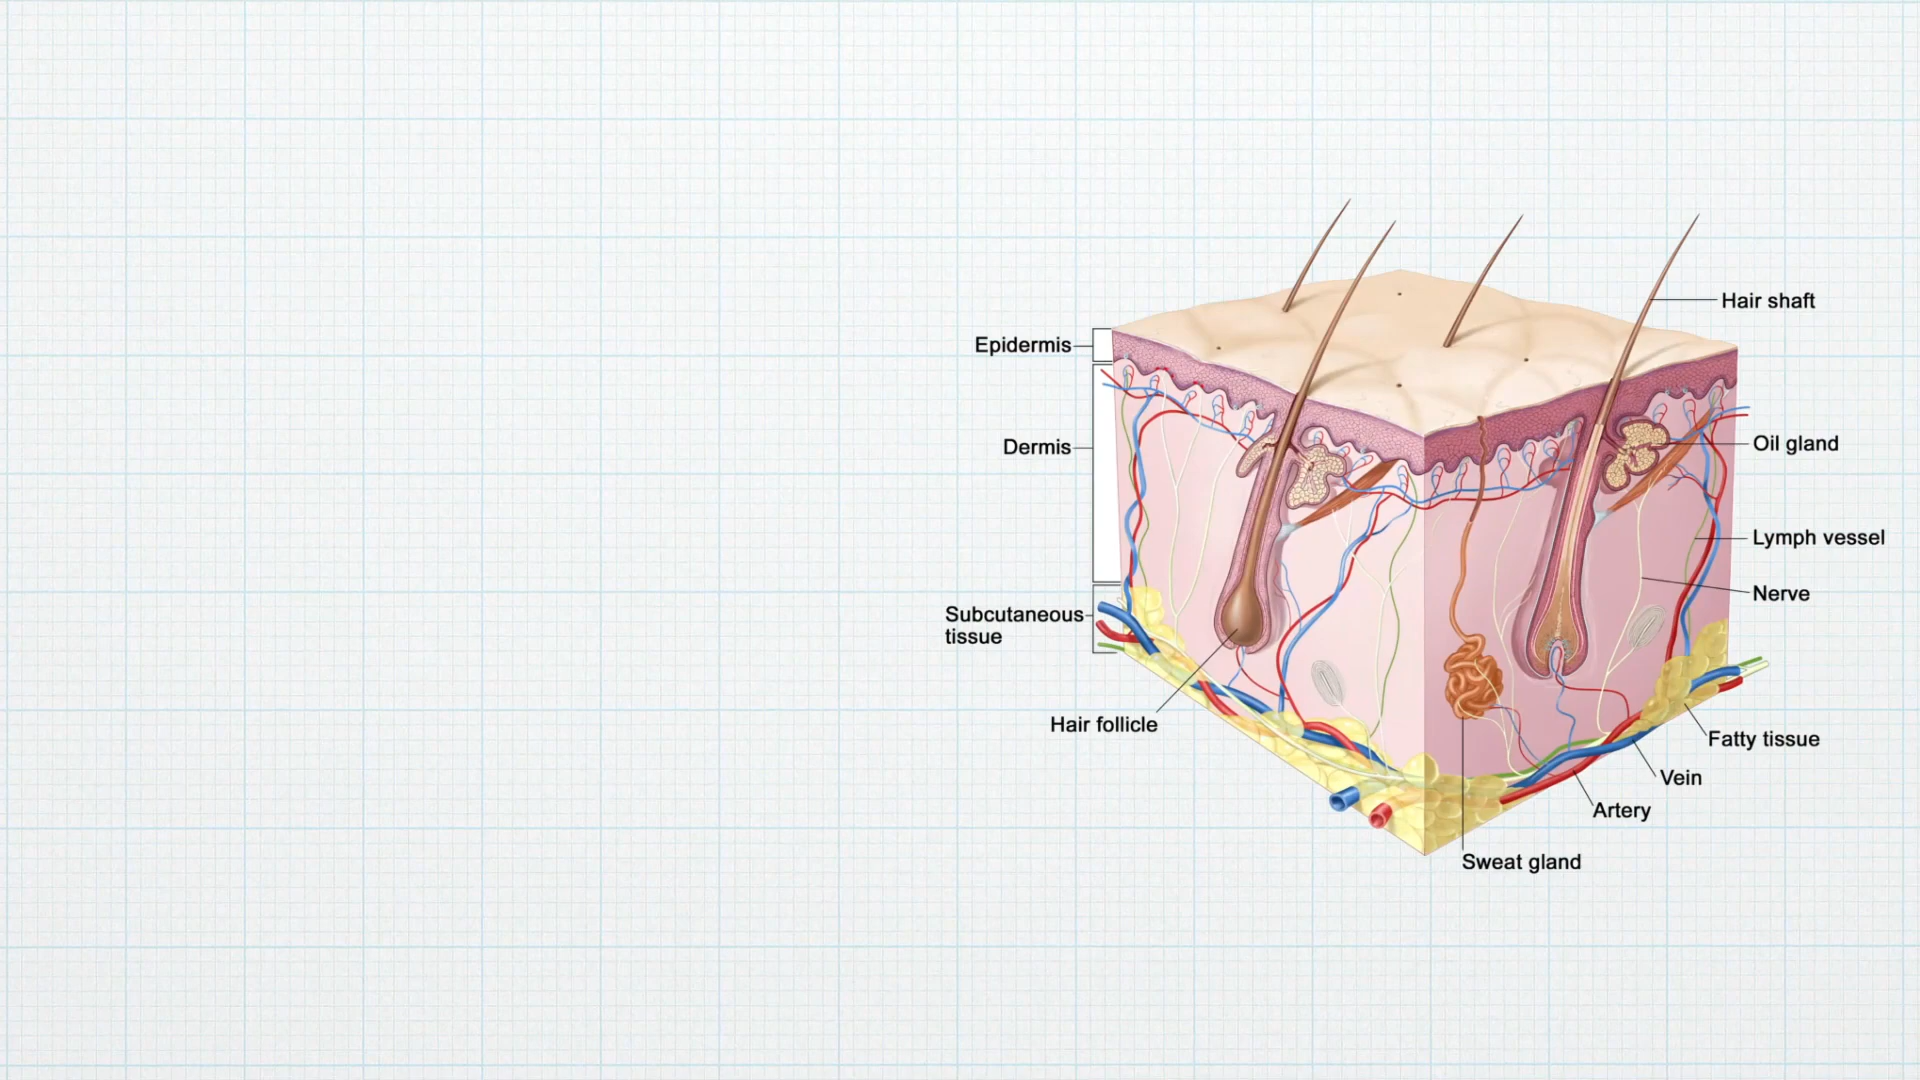 Hair shaft
Epidermis
Oil gland
Dermis
Lymph vessel
Nerve
Subcutaneous
tissue
Hair follicle
Fatty tissue
Vein
Artery
Sweat gland